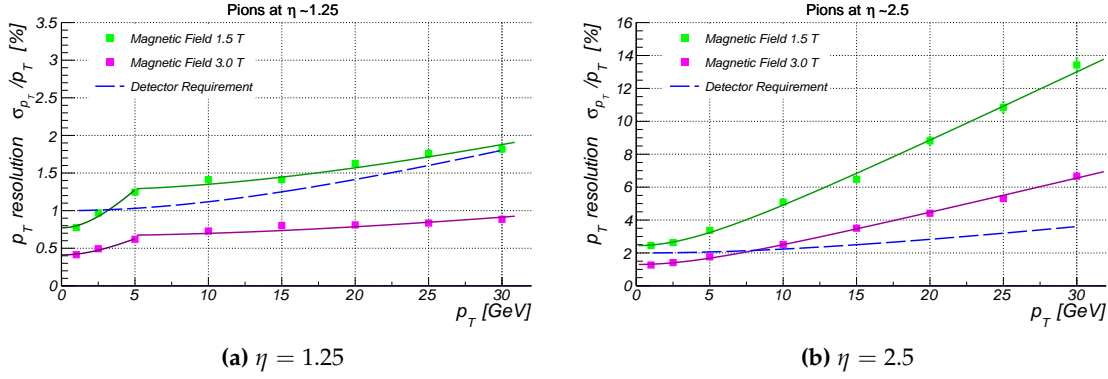 Pions at η ~1.25
p_T resolution σ_{p_T}/p_T [%]
3.5
3
2.5
2
1.5
1
0.5
0
Magnetic Field 1.5 T
Magnetic Field 3.0 T
Detector Requirement
0 5 10 15 20 25 30
p_T [GeV]
(a) η = 1.25
Pions at η ~2.5
p_T resolution σ_{p_T}/p_T [%]
16
14
12
10
8
6
4
2
0
Magnetic Field 1.5 T
Magnetic Field 3.0 T
Detector Requirement
0 5 10 15 20 25 30
p_T [GeV]
(b) η = 2.5